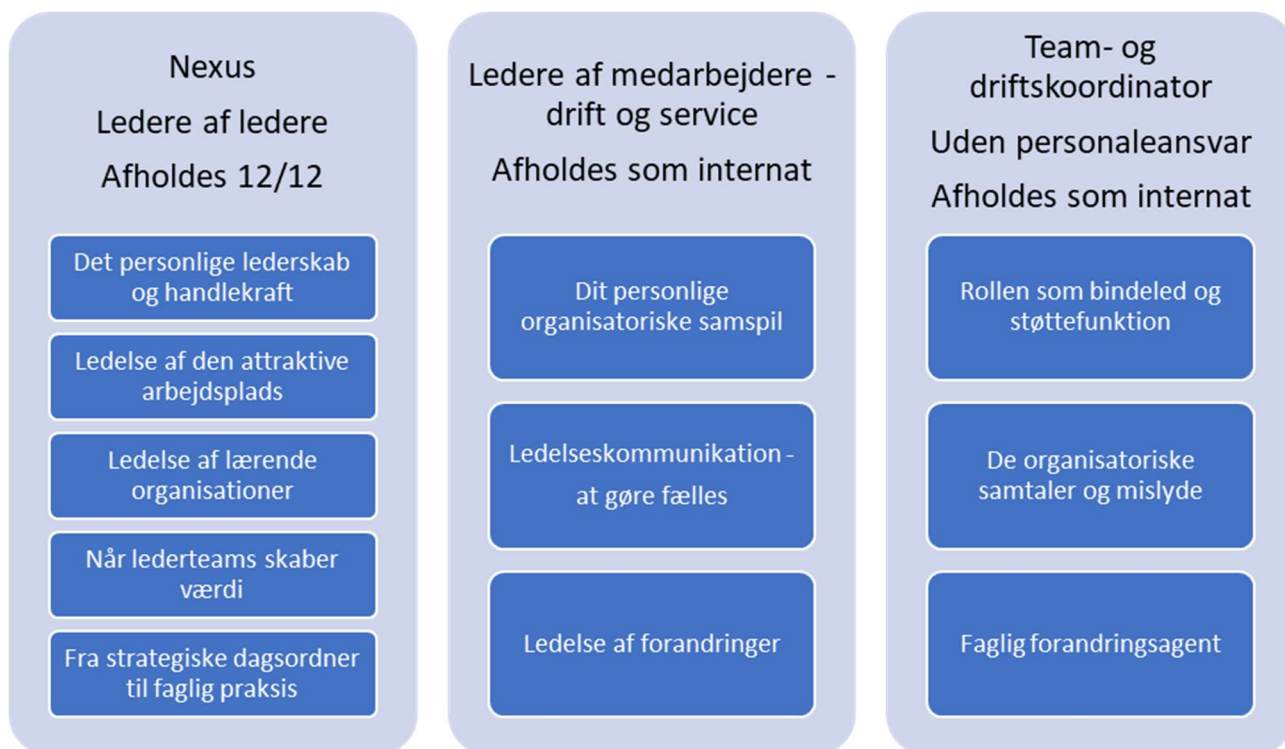 Nexus
Ledere af ledere
Afholdes 12/12
Det personlige lederskab
og handlekraft
Ledelse af den attraktive
arbejdsplads
Ledelse af lærende
organisationer
Når lederteams skaber
værdi
Fra strategiske dagsordner
til faglig praksis
Ledere af medarbejdere -
drift og service
Afholdes som internat
Dit personlige
organisatoriske samspil
Ledelseskommunikation -
at gøre fælles
Ledelse af forandringer
Team- og
driftskoordinator
Uden personaleansvar
Afholdes som internat
Rollen som bindeled og
støttefunktion
De organisatoriske
samtaler og mislyde
Faglig forandringsagent